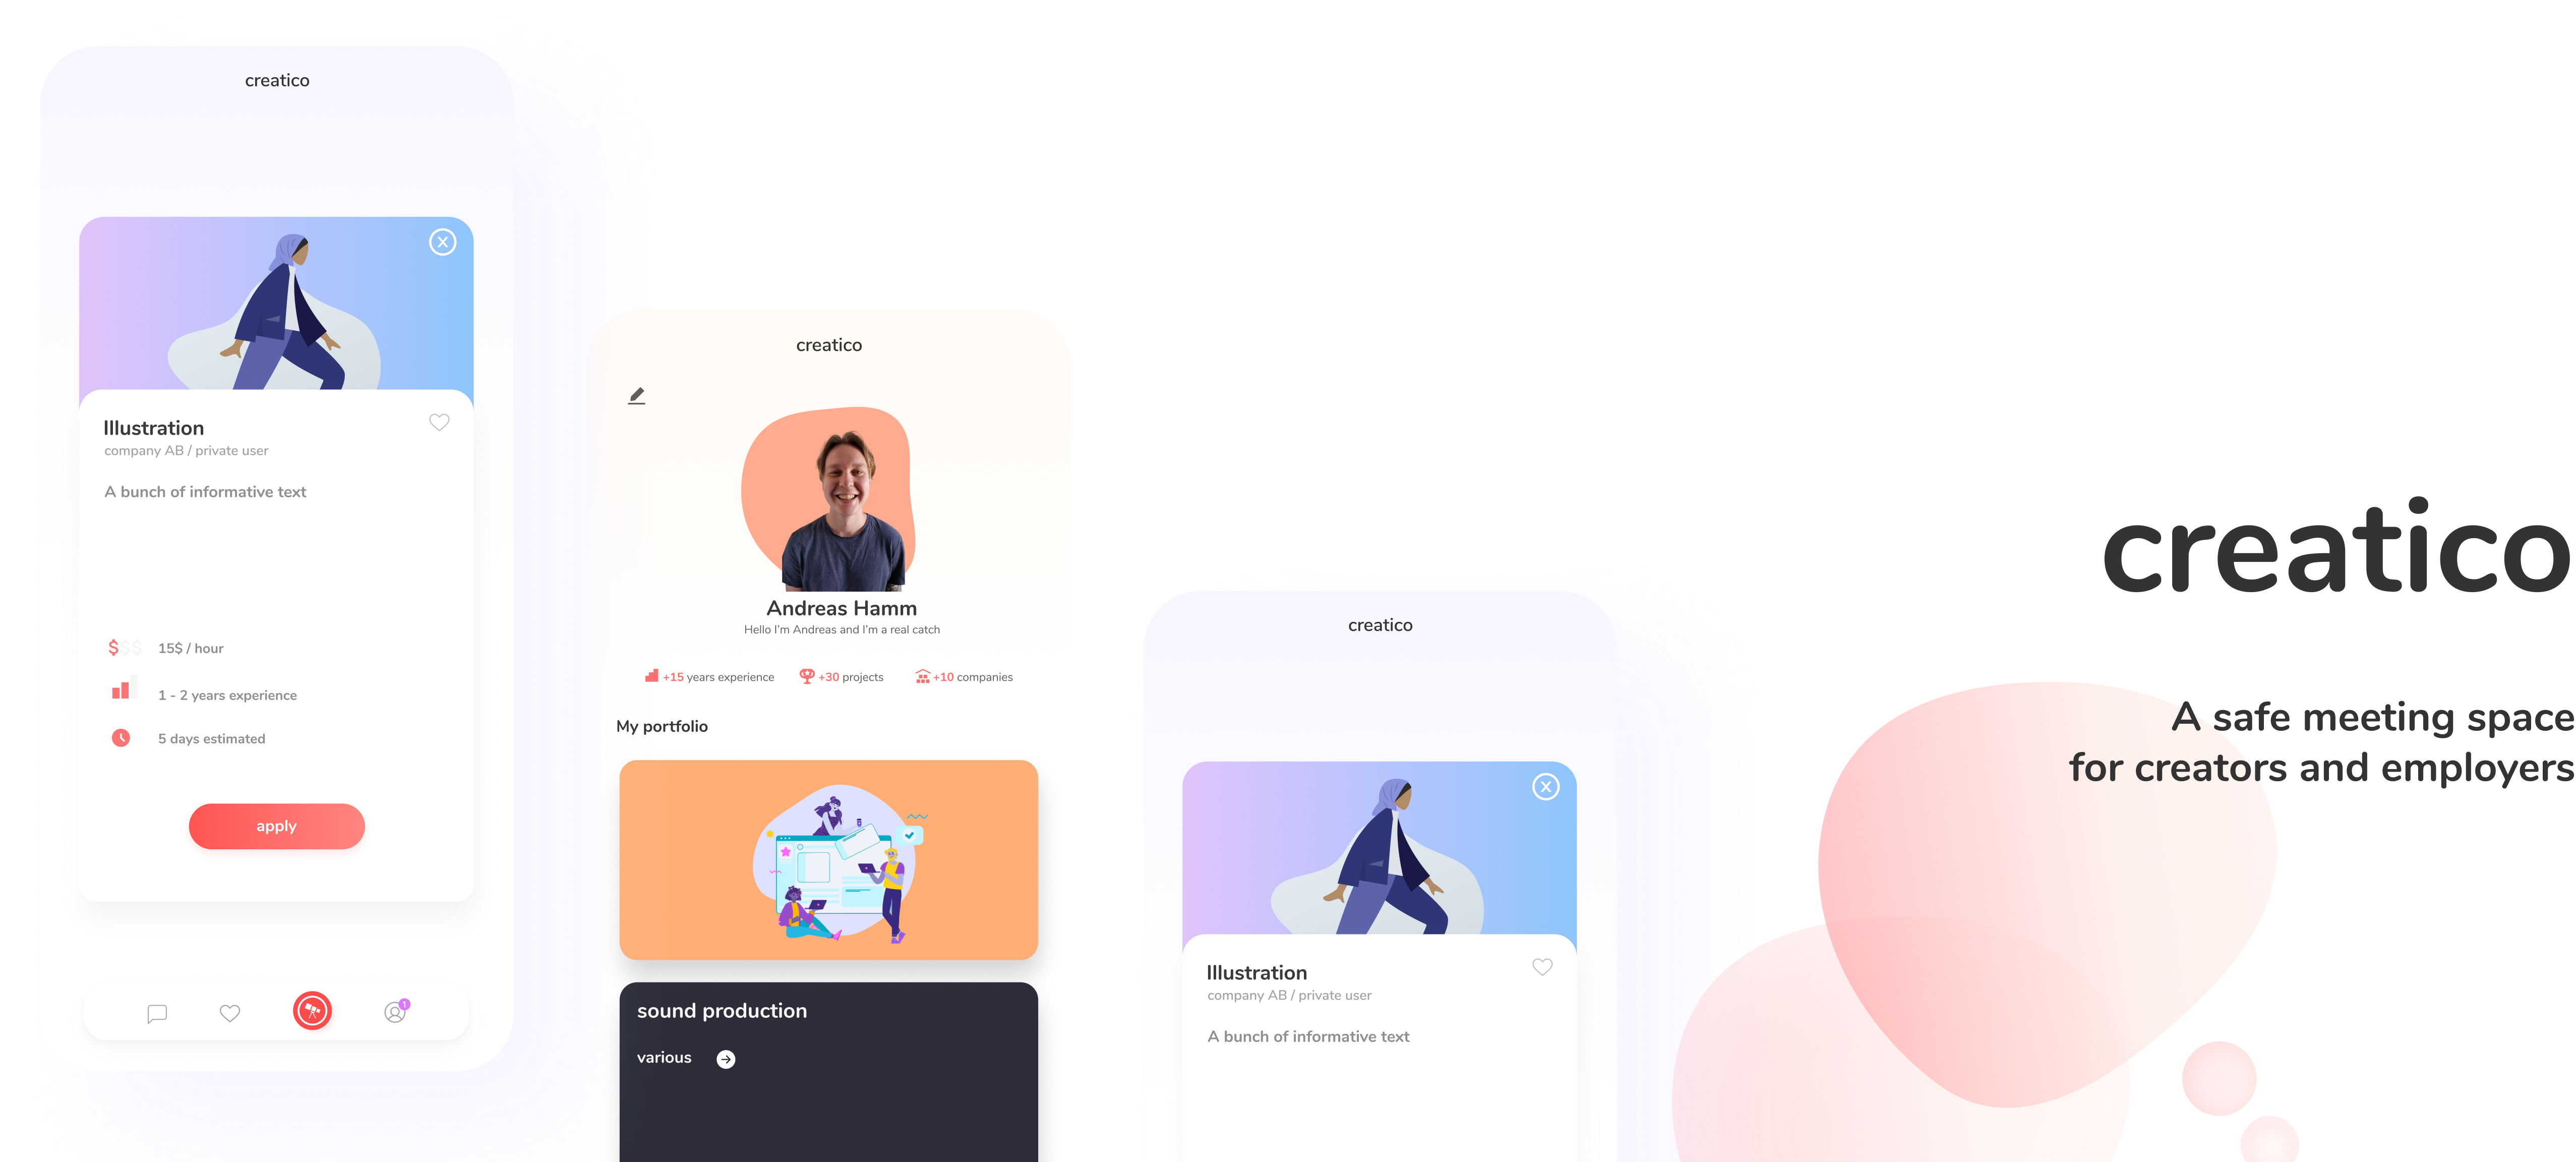 creatico
X
Illustration
company AB / private user
A bunch of informative text
$$$ 15$ / hour
1 - 2 years experience
5 days estimated
apply
1
creatico
Andreas Hamm
Hello I'm Andreas and I'm a real catch
+15 years experience +30 projects +10 companies
My portfolio
sound production
various
creatico
X
Illustration
company AB / private user
A bunch of informative text
creatico
A safe meeting space
for creators and employers